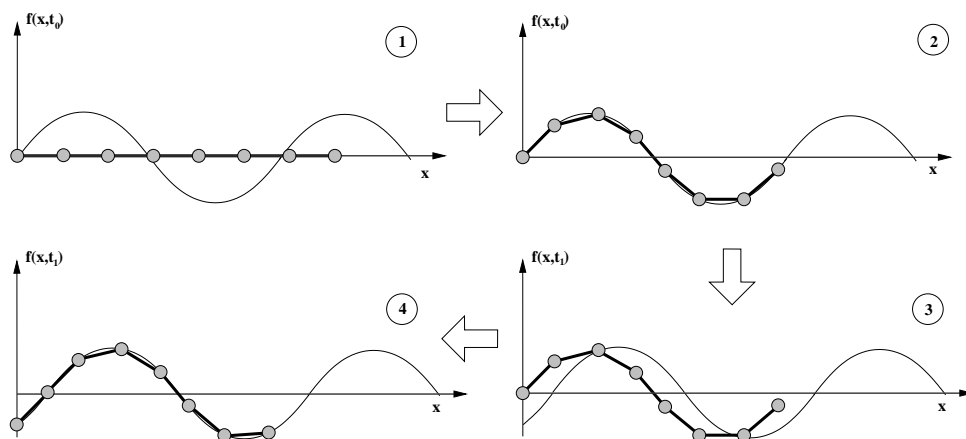 f(x,t₀)
1
x
f(x,t₀)
2
x
f(x,t₁)
4
x
f(x,t₁)
3
x